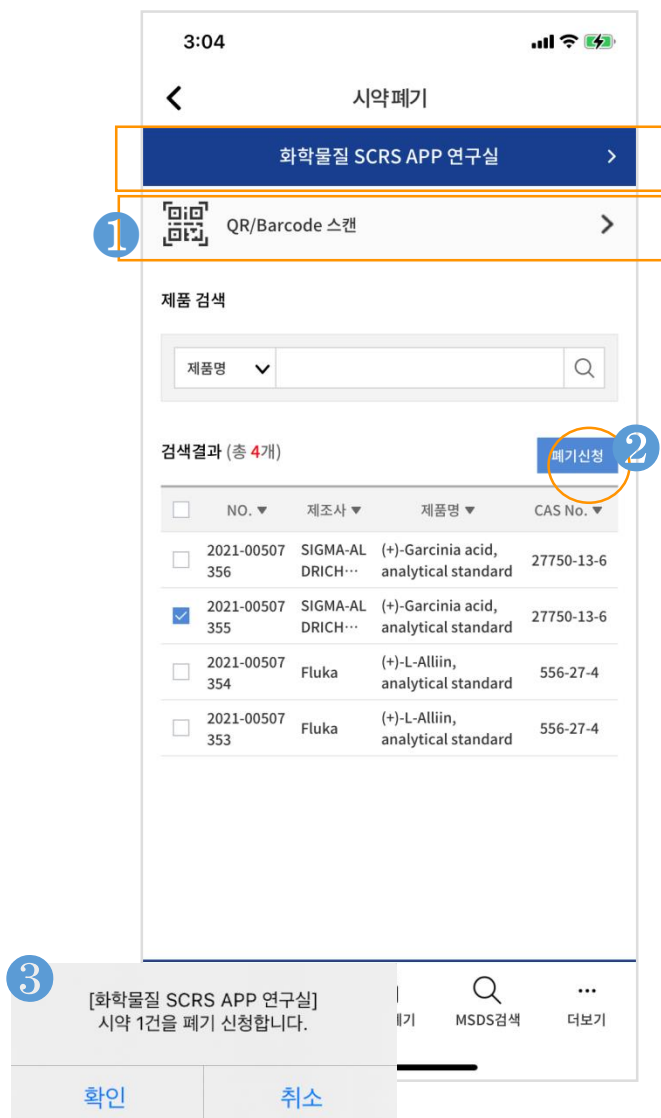 3:04
시약폐기
화학물질 SCRS APP 연구실
1
QR/Barcode 스캔
제품 검색
제품명
검색결과 (총 4개)
폐기신청
2
NO. ▼ 제조사 ▼ 제품명 ▼ CAS No. ▼
2021-00507 SIGMA-AL (+)-Garcinia acid,
356 DRICH… analytical standard 27750-13-6
2021-00507 SIGMA-AL (+)-Garcinia acid,
355 DRICH… analytical standard 27750-13-6
2021-00507 Fluka (+)-L-Alliin,
354 analytical standard 556-27-4
2021-00507 Fluka (+)-L-Alliin,
353 analytical standard 556-27-4
3
[화학물질 SCRS APP 연구실]
시약 1건을 폐기 신청합니다.
확인 취소
MSDS검색 더보기